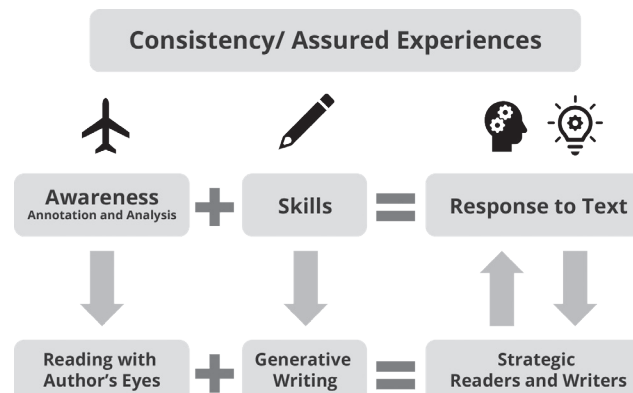 Consistency/ Assured Experiences
Awareness
Annotation and Analysis
+
Skills
=
Response to Text
Reading with
Author's Eyes
+
Generative
Writing
=
Strategic
Readers and Writers